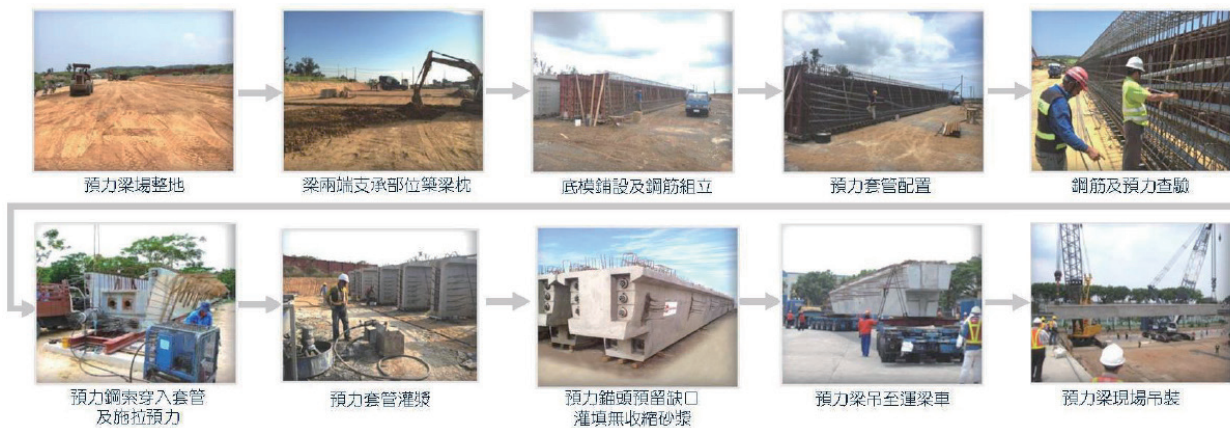 預力梁場整地
梁兩端支承部位築梁枕
底模鋪設及鋼筋組立
預力套管配置
鋼筋及預力查驗
預力鋼索穿入套管
及施拉預力
預力套管灌漿
預力錨頭預留缺口
灌填無收縮砂漿
預力梁吊至運梁車
預力梁現場吊裝